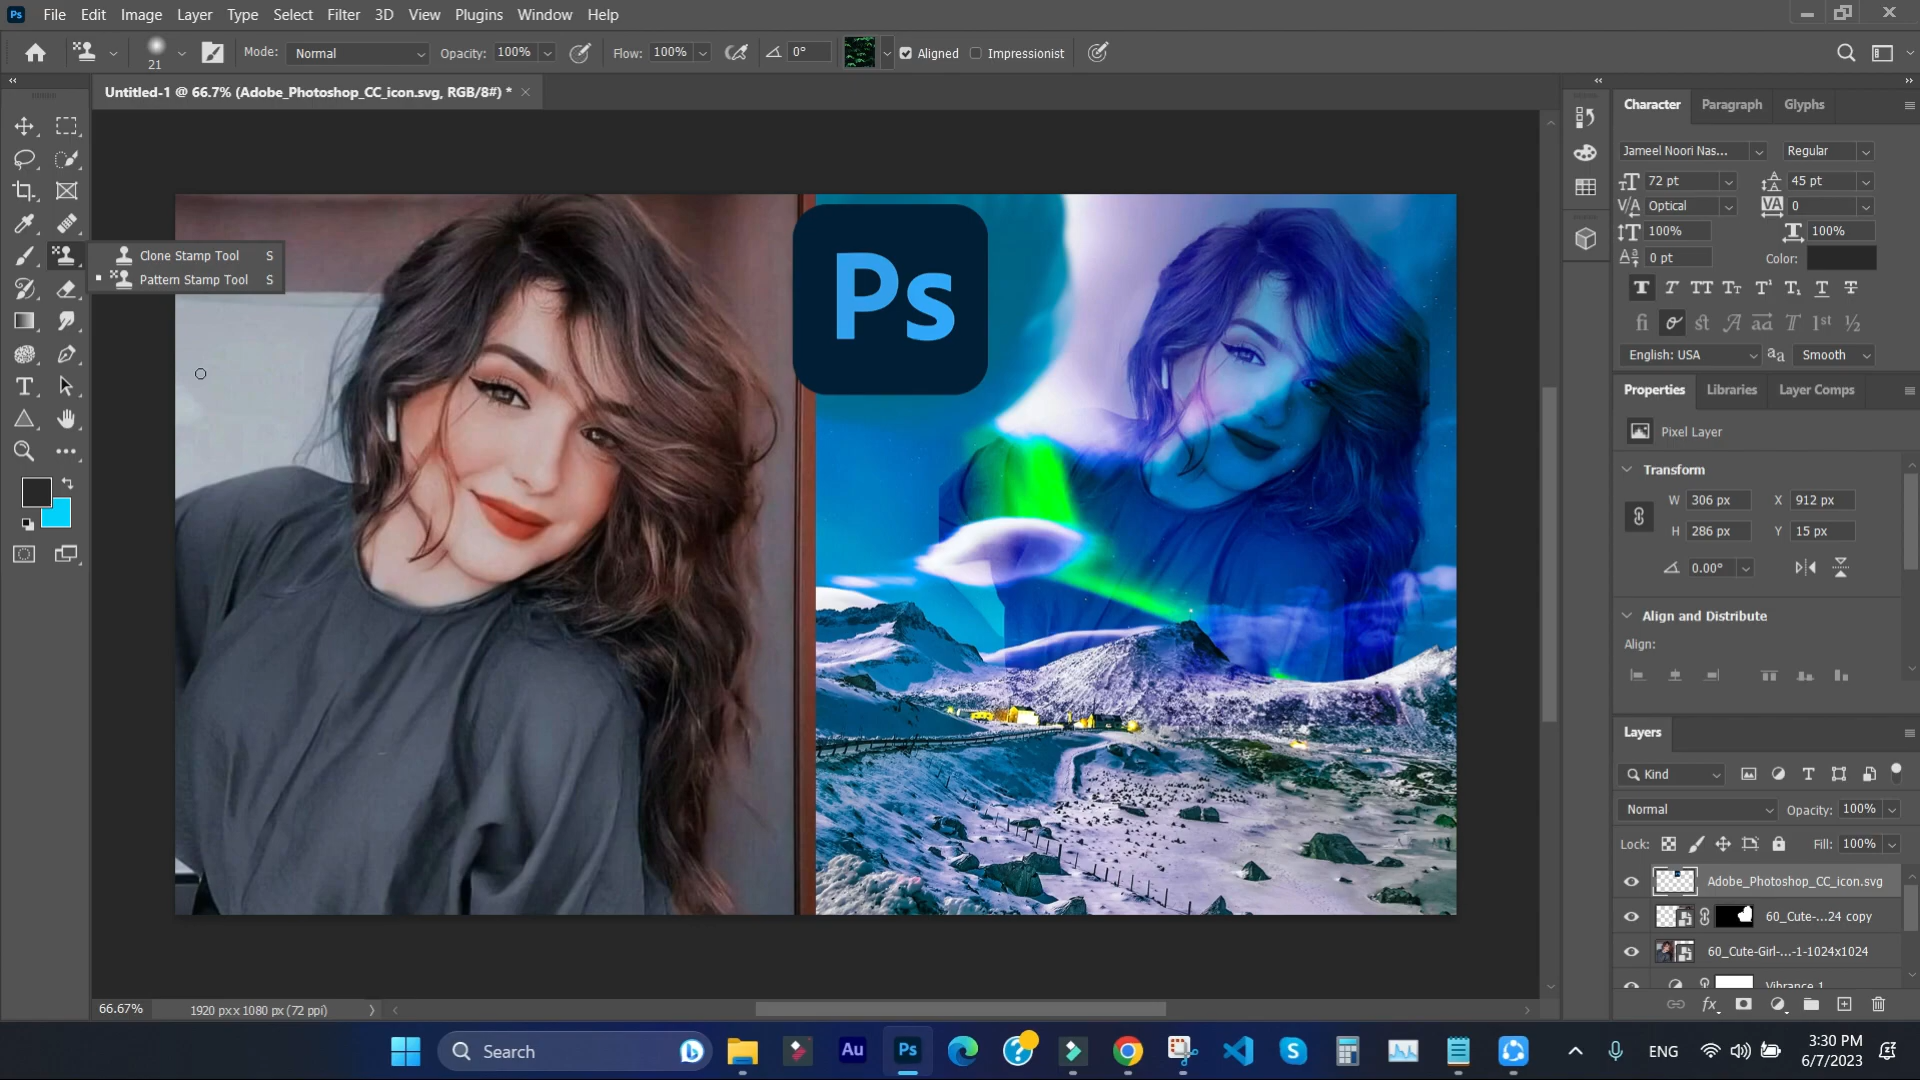 Ps File Edit Image Layer Type Select Filter 3D View Plugins Window Help
21 Mode: Normal Opacity: 100% Flow: 100% 0° Aligned Impressionist
Untitled-1 @ 66.7% (Adobe_Photoshop_CC_icon.svg, RGB/8#) *
Clone Stamp Tool S
Pattern Stamp Tool S
Ps
Character Paragraph Glyphs
Jameel Noori Nas... Regular
72 pt 45 pt
Optical 0
100% 100%
0 pt Color:
English: USA Smooth
Properties Libraries Layer Comps
Pixel Layer
Transform
W 306 px X 912 px
H 286 px Y 15 px
0.00°
Align and Distribute
Align:
Layers
Kind
Normal Opacity: 100%
Lock: Fill: 100%
Adobe_Photoshop_CC_icon.svg
60_Cute-...24 copy
60_Cute-Girl-...-1-1024x1024
Vibrance 1
66.67% 1920 px x 1080 px (72 ppi)
Search Au Ps ENG 3:30 PM
6/7/2023